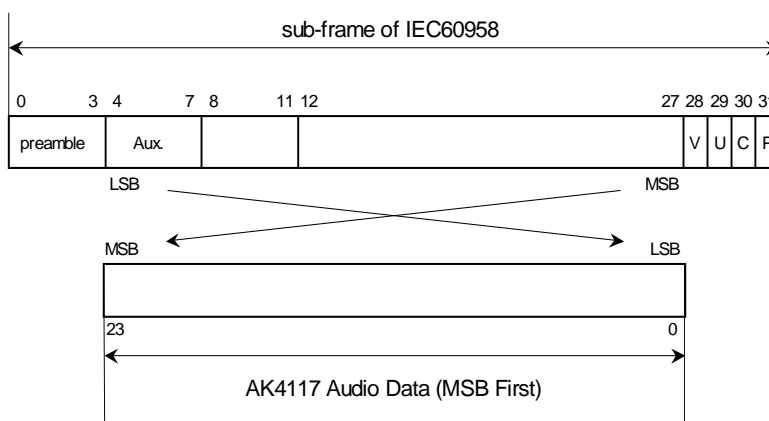 sub-frame of IEC60958
0 3 4 7 8 11 12 27 28 29 30 31
preamble Aux. V U C P
LSB MSB
MSB LSB
23 0
AK4117 Audio Data (MSB First)